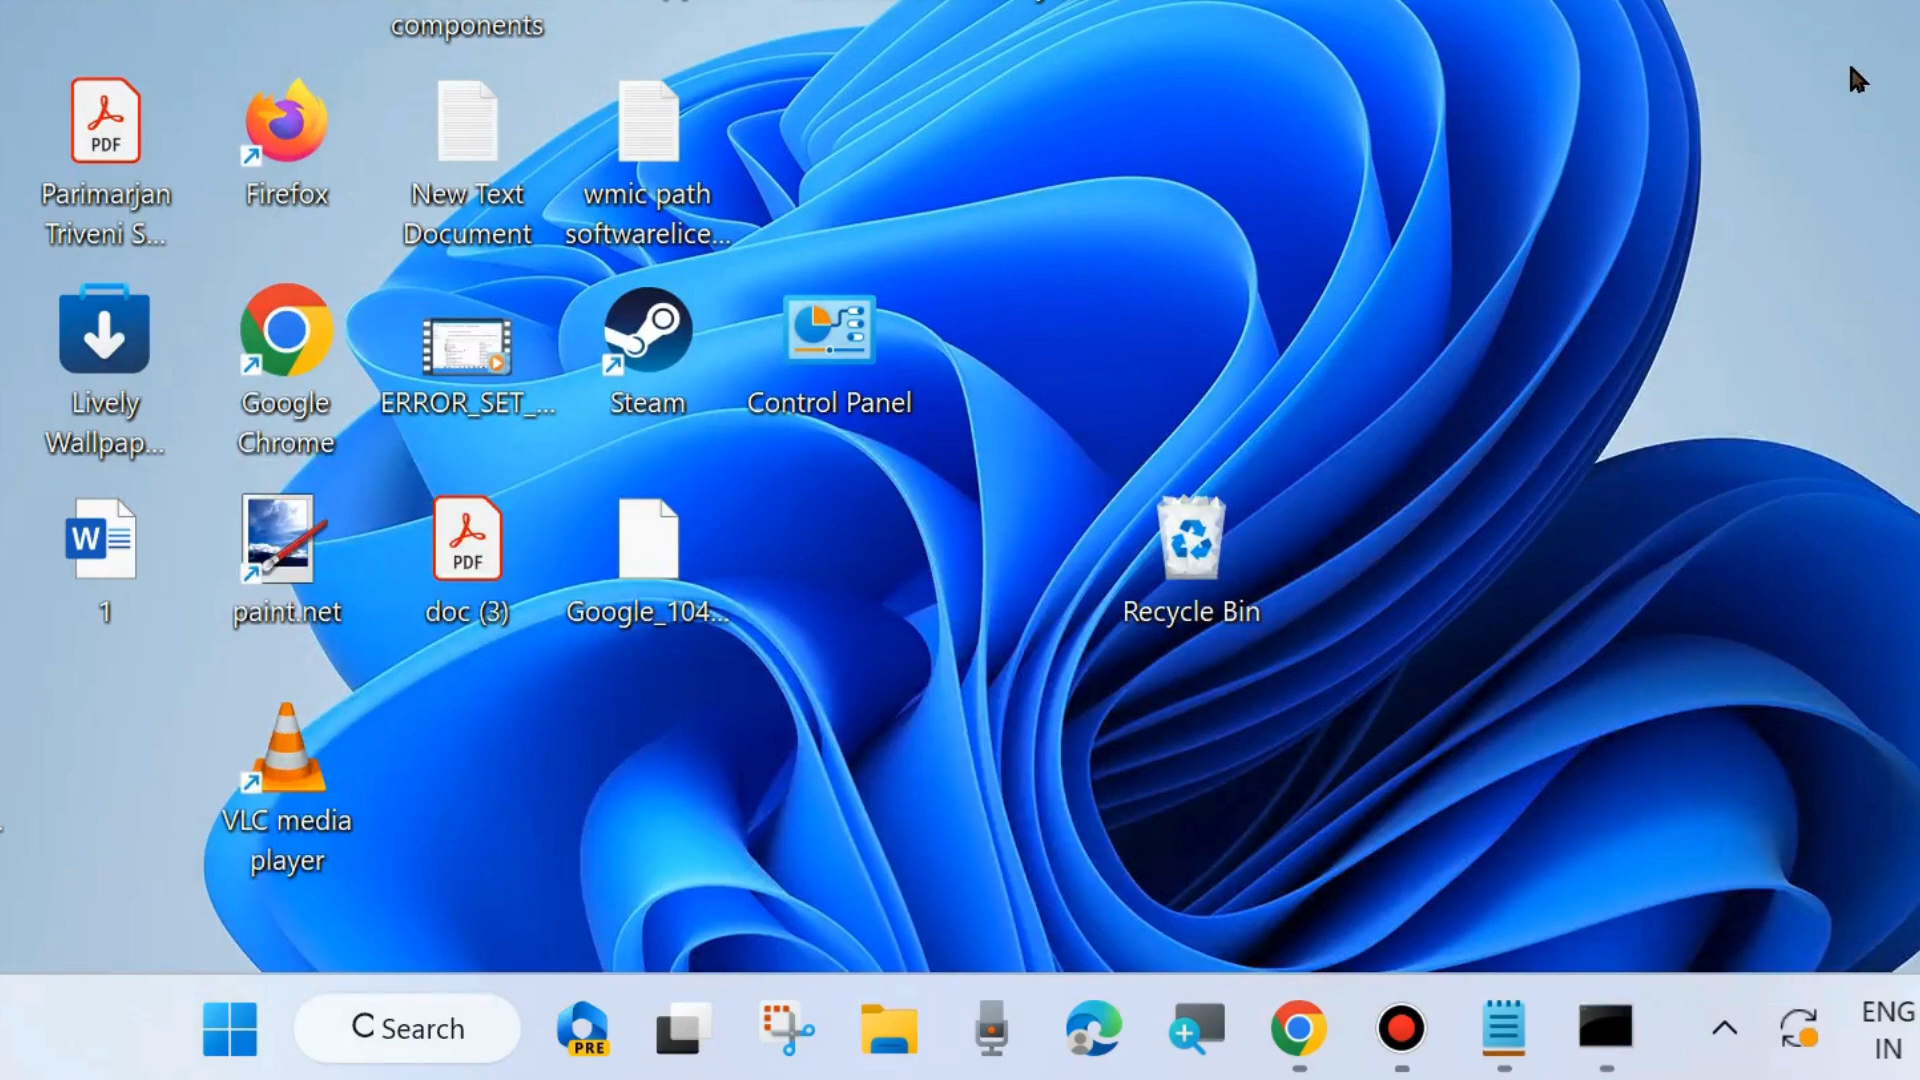 components
PDF
Parimarjan
Triveni S...
Firefox
New Text
Document
wmic path
softwarelice...
Lively
Wallpap...
Google
Chrome
ERROR_SET_...
Steam
Control Panel
W
1
paint.net
PDF
doc (3)
Google_104...
Recycle Bin
VLC media
player
Search
PRE
ENG
IN